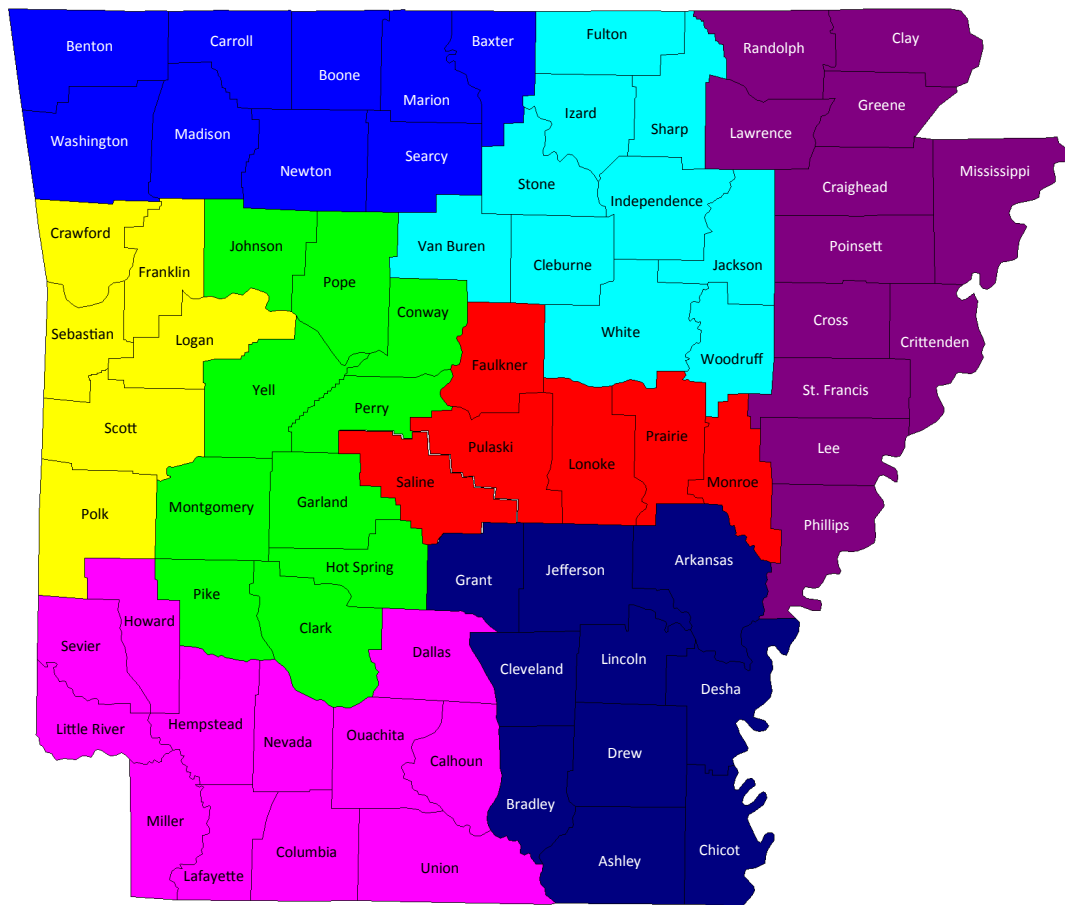 Benton
Carroll
Boone
Marion
Baxter
Fulton
Randolph
Clay
Washington
Madison
Newton
Searcy
Izard
Sharp
Lawrence
Greene
Stone
Independence
Craighead
Mississippi
Crawford
Franklin
Johnson
Pope
Van Buren
Cleburne
Jackson
Poinsett
Sebastian
Logan
Conway
White
Woodruff
Cross
Crittenden
Scott
Yell
Perry
Faulkner
Pulaski
Lonoke
Prairie
Monroe
St. Francis
Lee
Polk
Montgomery
Garland
Saline
Phillips
Hot Spring
Grant
Jefferson
Arkansas
Sevier
Howard
Pike
Clark
Dallas
Cleveland
Lincoln
Desha
Little River
Hempstead
Nevada
Ouachita
Calhoun
Bradley
Drew
Miller
Lafayette
Columbia
Union
Ashley
Chicot